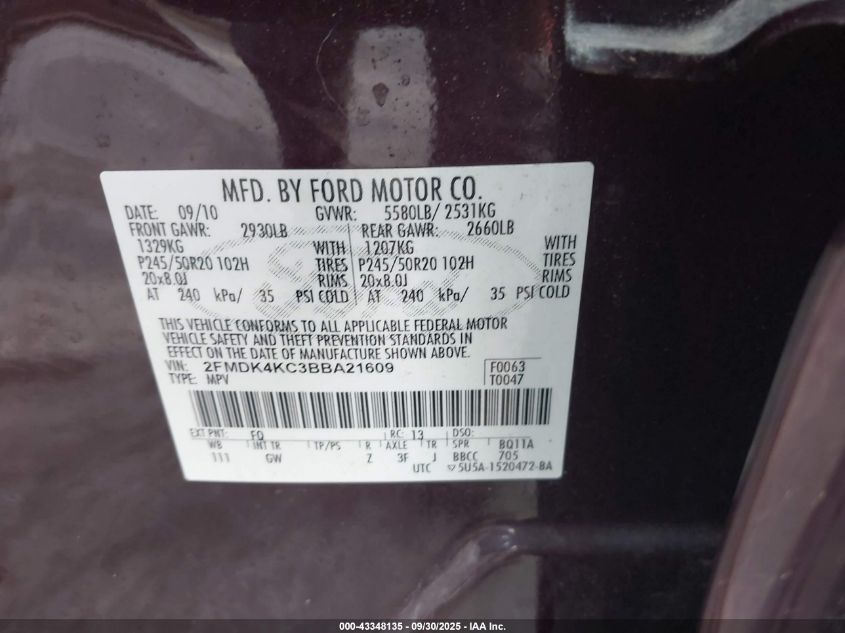 MFD. BY FORD MOTOR CO.
DATE: 09/10 GVWR: 5580LB/ 2531KG
FRONT GAWR: 2930LB REAR GAWR: 2660LB
1329KG WITH 1207KG WITH
P245/50R20 102H TIRES P245/50R20 102H TIRES
20x8.0J RIMS 20x8.0J RIMS
AT 240 kPa/ 35 PSI COLD AT 240 kPa/ 35 PSI COLD
THIS VEHICLE CONFORMS TO ALL APPLICABLE FEDERAL MOTOR
VEHICLE SAFETY AND THEFT PREVENTION STANDARDS IN
EFFECT ON THE DATE OF MANUFACTURE SHOWN ABOVE.
VIN: 2FMDK4KC3BBA21609 F0063
TYPE: MPV T0047
EXT PNT: FQ RC: 13 DSO:
WB INT TR TP/PS R AXLE TR SPR BQ11A
111 GW Z 3F J BBCC 705
UTC ▽5U5A-1520472-BA
000-43348135 - 09/30/2025 - IAA Inc.